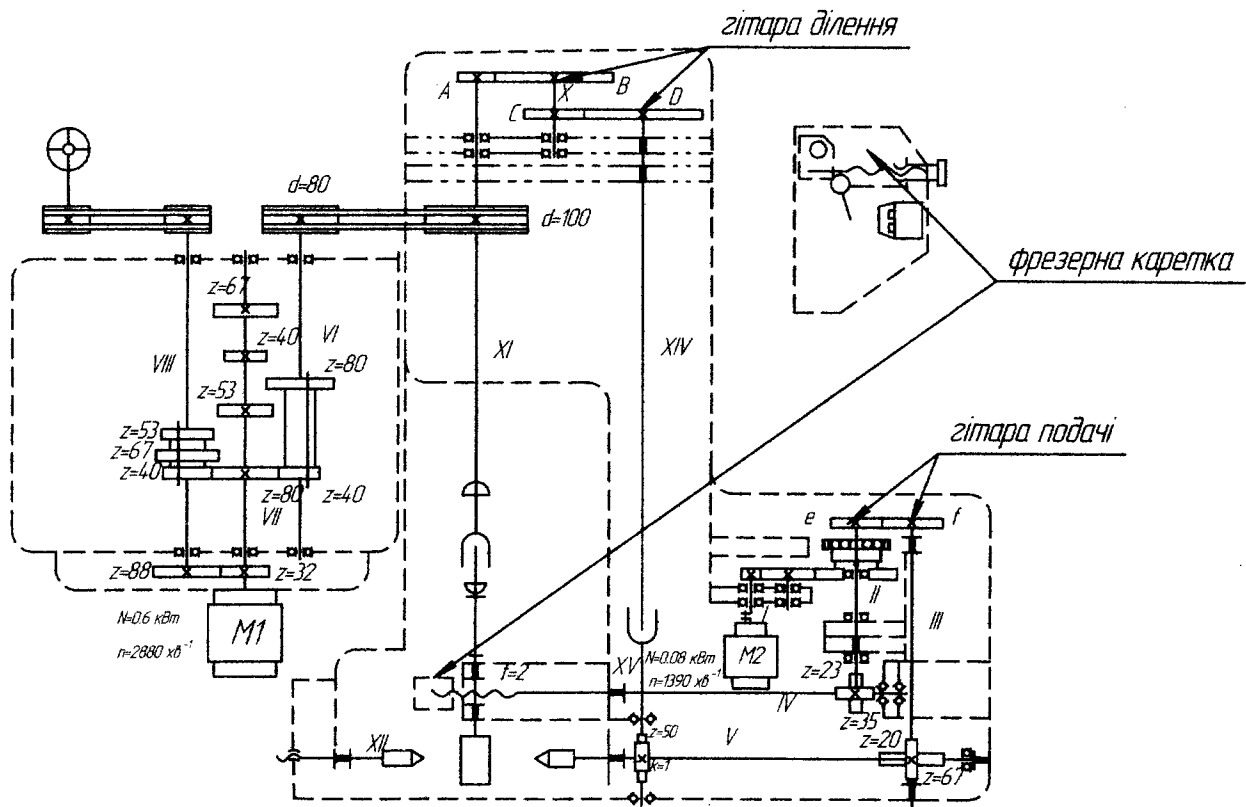 гітара ділення
A
X
B
C
D
d=80
d=100
фрезерна каретка
z=67
z=40
VI
XI
XIV
VIII
z=80
z=53
гітара подачі
z=53
z=67
z=40
z=80
z=40
VII
e
f
z=88
z=32
II
III
N=0.6 кВт
M1
n=2880 хв⁻¹
XV
N=0.08 кВт
M2
n=1390 хв⁻¹
t=2
z=23
IV
z=35
XII
z=50
V
z=20
k=1
z=67